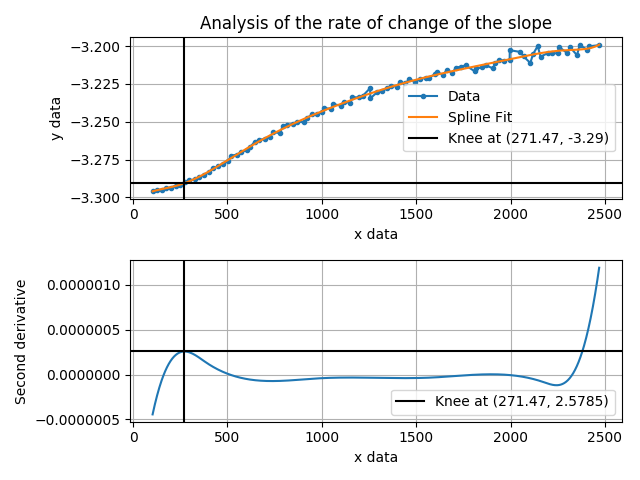 Analysis of the rate of change of the slope
y data
−3.200
−3.225
−3.250
−3.275
−3.300
Data
Spline Fit
Knee at (271.47, -3.29)
0 500 1000 1500 2000 2500
x data
Second derivative
0.0000010
0.0000005
0.0000000
−0.0000005
Knee at (271.47, 2.5785)
0 500 1000 1500 2000 2500
x data